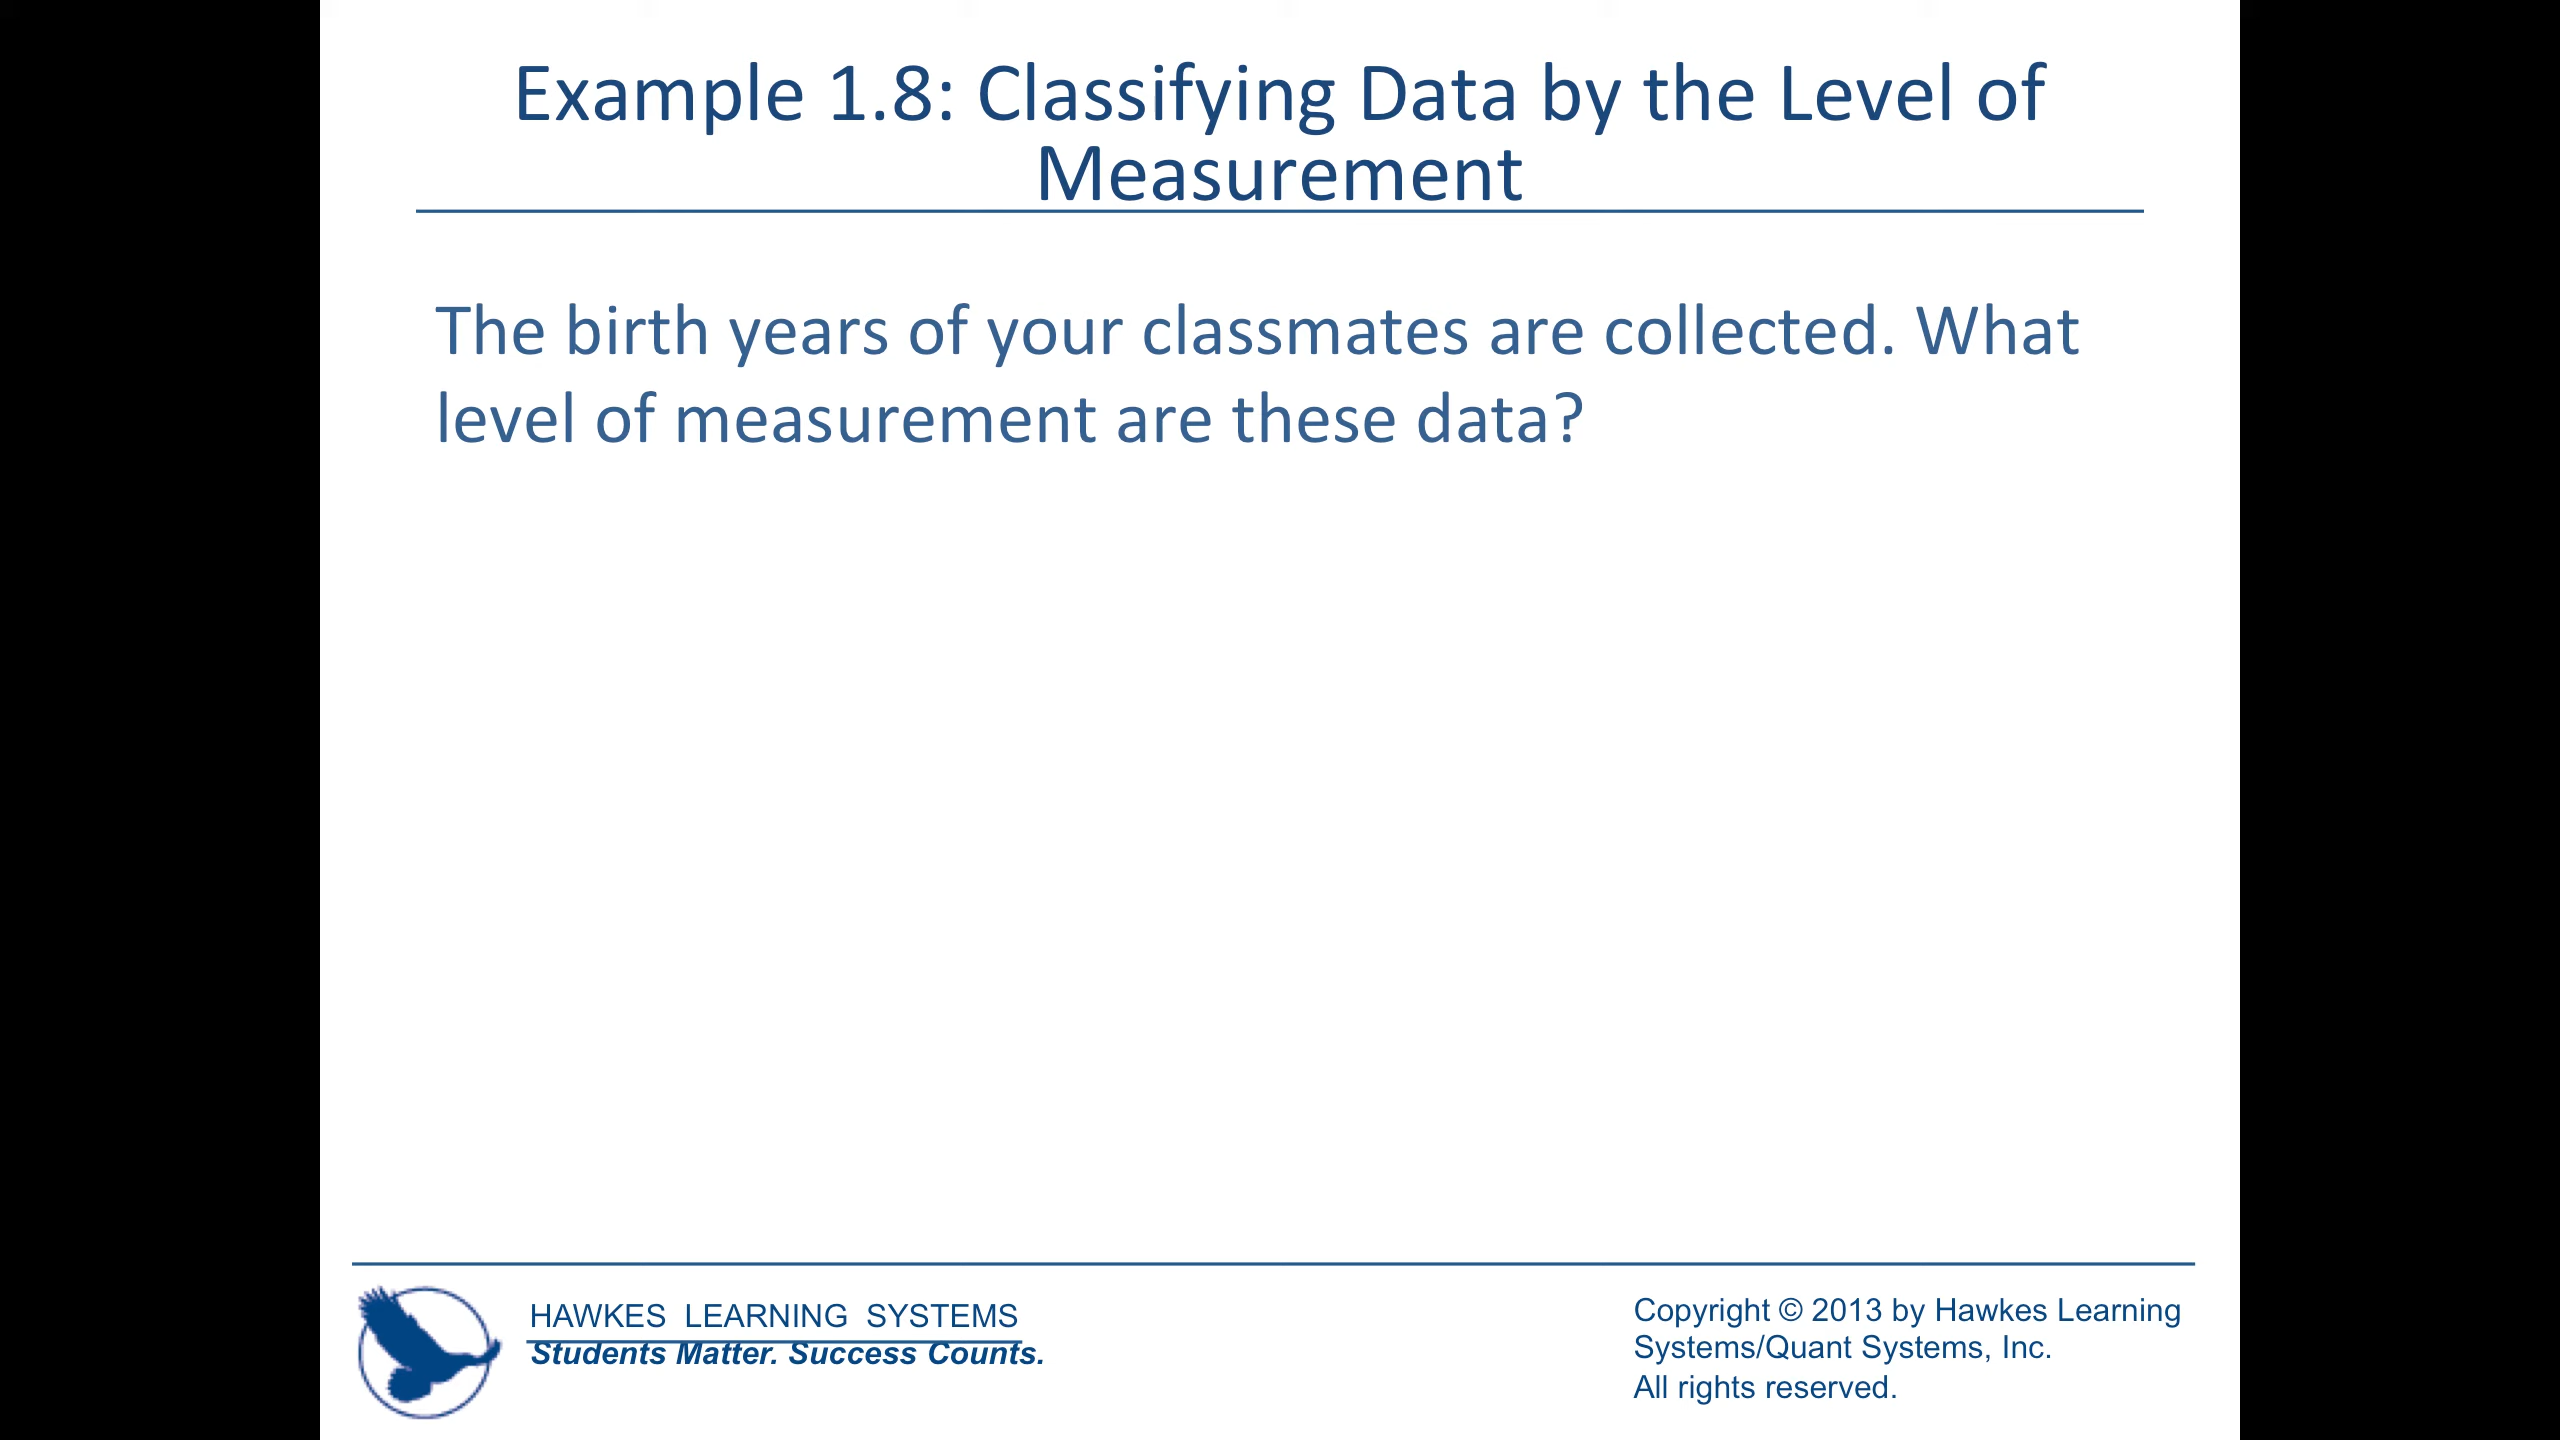 Example 1.8: Classifying Data by the Level of
Measurement
The birth years of your classmates are collected. What
level of measurement are these data?
HAWKES LEARNING SYSTEMS
Students Matter. Success Counts.
Copyright © 2013 by Hawkes Learning
Systems/Quant Systems, Inc.
All rights reserved.